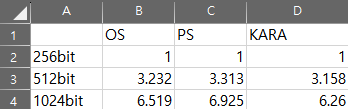 A B C D
1 OS PS KARA
2 256bit 1 1 1
3 512bit 3.232 3.313 3.158
4 1024bit 6.519 6.925 6.26